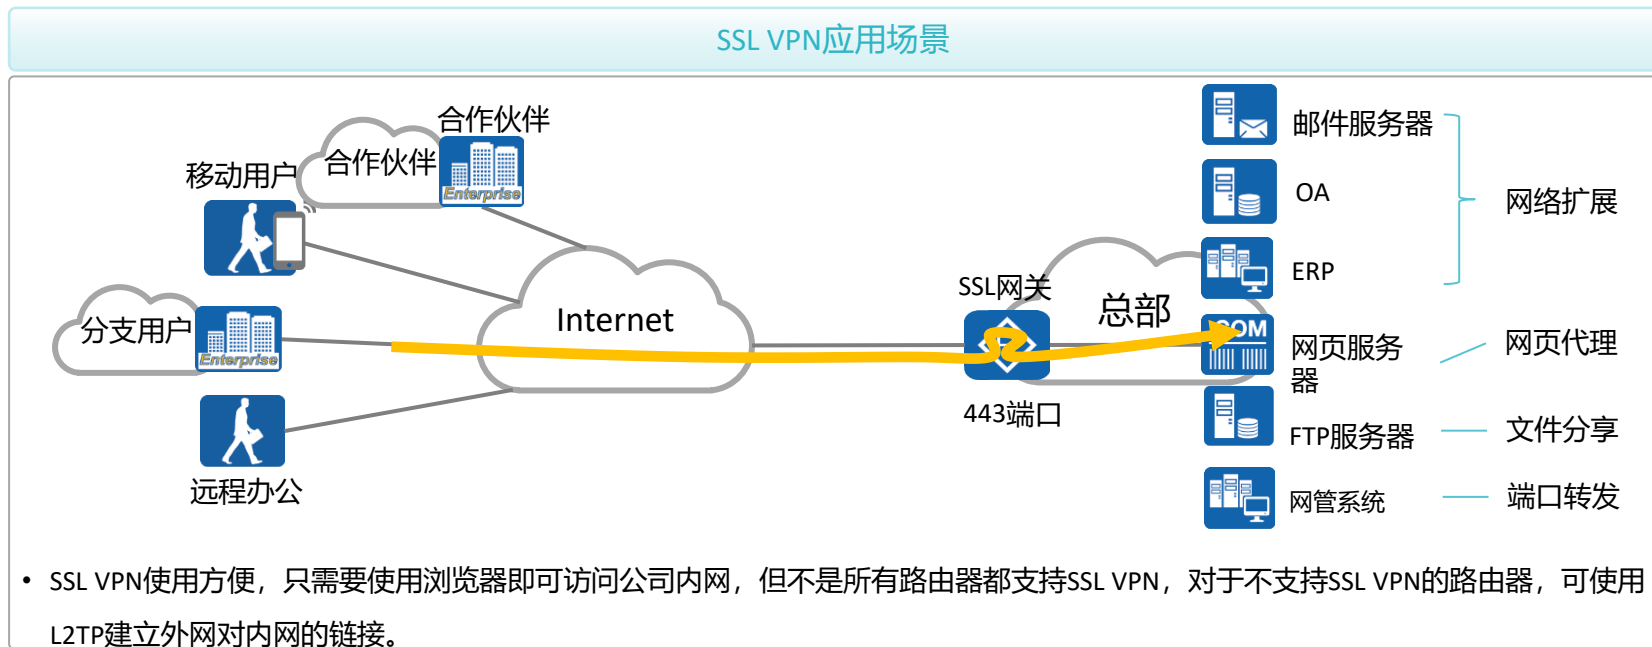 SSL VPN应用场景
合作伙伴
合作伙伴
移动用户
分支用户
Enterprise
Enterprise
远程办公
Internet
SSL网关
443端口
总部
邮件服务器
OA
ERP
网络扩展
COM
网页服务
器
网页代理
FTP服务器
文件分享
网管系统
端口转发
• SSL VPN使用方便，只需要使用浏览器即可访问公司内网，但不是所有路由器都支持SSL VPN，对于不支持SSL VPN的路由器，可使用
L2TP建立外网对内网的链接。